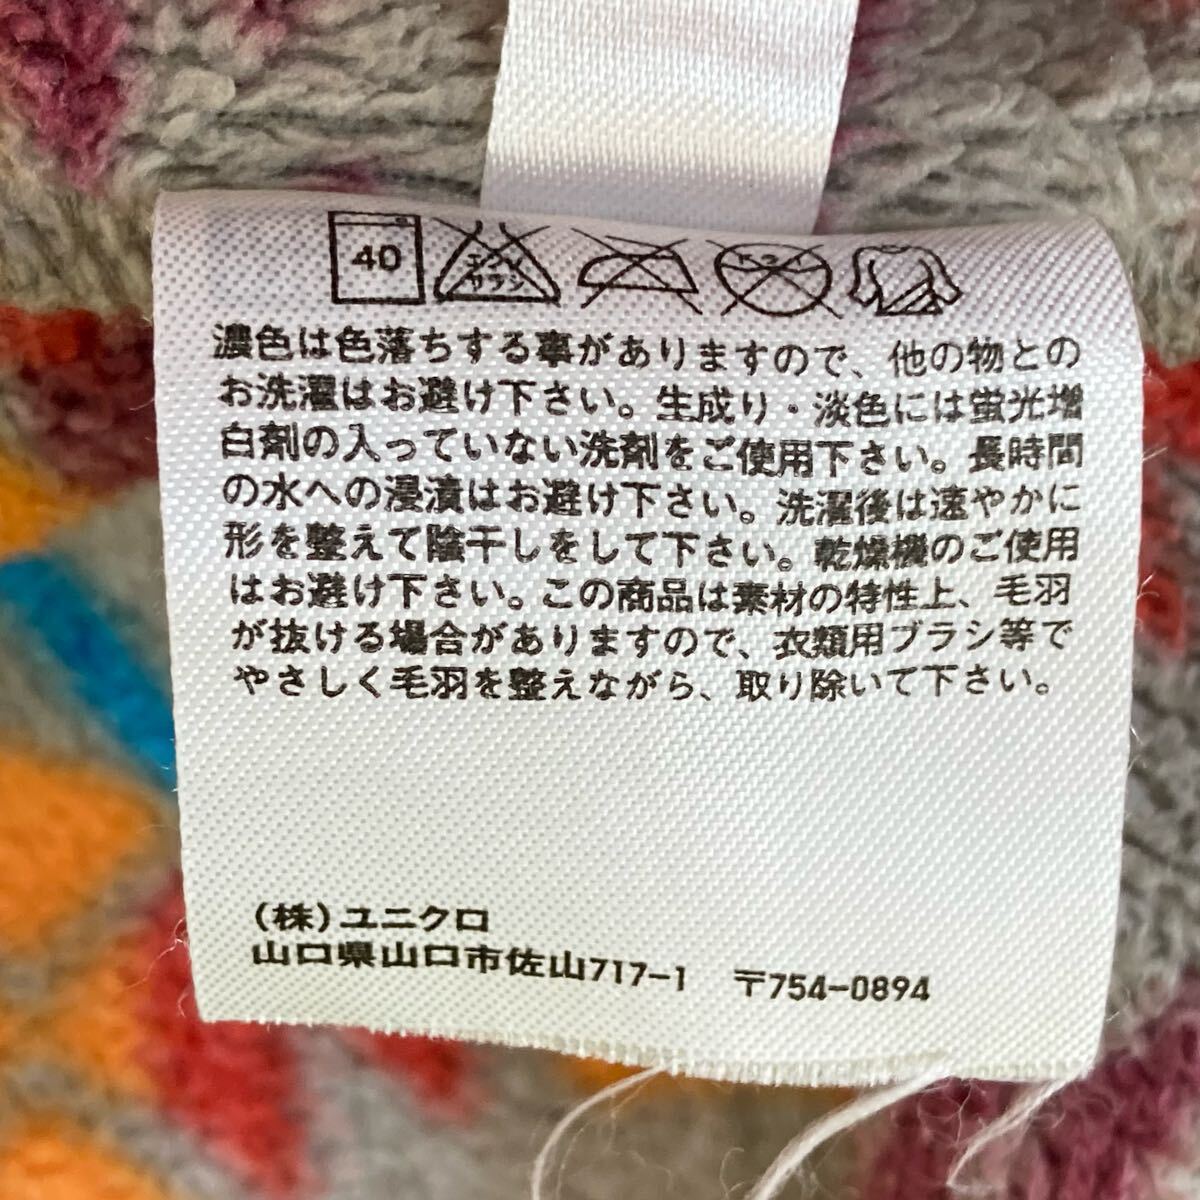 40 エンソサラシ ドライ
濃色は色落ちする事がありますので、他の物との
お洗濯はお避け下さい。生成り・淡色には蛍光増
白剤の入っていない洗剤をご使用下さい。長時間
の水への浸漬はお避け下さい。洗濯後は速やかに
形を整えて陰干しをして下さい。乾燥機のご使用
はお避け下さい。この商品は素材の特性上、毛羽
が抜ける場合がありますので、衣類用ブラシ等で
やさしく毛羽を整えながら、取り除いて下さい。
(株)ユニクロ
山口県山口市佐山717-1 〒754-0894